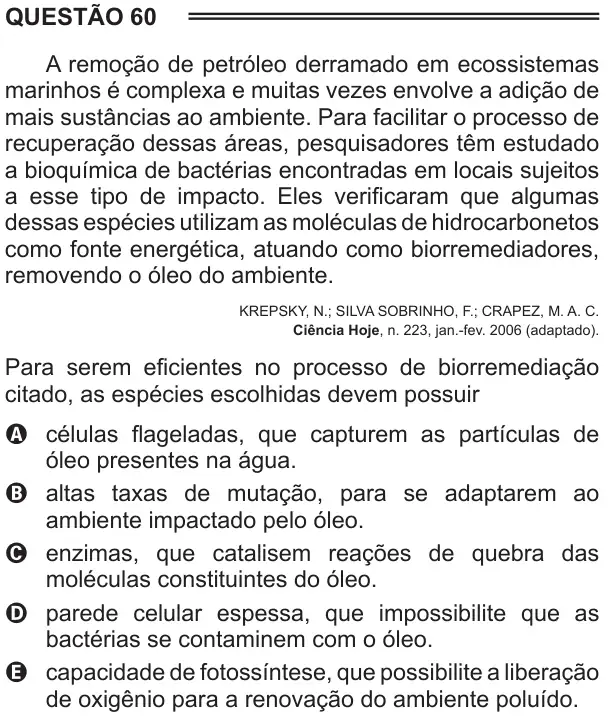 QUESTÃO 60
A remoção de petróleo derramado em ecossistemas
marinhos é complexa e muitas vezes envolve a adição de
mais sustâncias ao ambiente. Para facilitar o processo de
recuperação dessas áreas, pesquisadores têm estudado
a bioquímica de bactérias encontradas em locais sujeitos
a esse tipo de impacto. Eles verificaram que algumas
dessas espécies utilizam as moléculas de hidrocarbonetos
como fonte energética, atuando como biorremediadores,
removendo o óleo do ambiente.
KREPSKY, N.; SILVA SOBRINHO, F.; CRAPEZ, M. A. C.
Ciência Hoje, n. 223, jan.-fev. 2006 (adaptado).
Para serem eficientes no processo de biorremediação
citado, as espécies escolhidas devem possuir
A células flageladas, que capturem as partículas de
óleo presentes na água.
B altas taxas de mutação, para se adaptarem ao
ambiente impactado pelo óleo.
C enzimas, que catalisem reações de quebra das
moléculas constituintes do óleo.
D parede celular espessa, que impossibilite que as
bactérias se contaminem com o óleo.
E capacidade de fotossíntese, que possibilite a liberação
de oxigênio para a renovação do ambiente poluído.